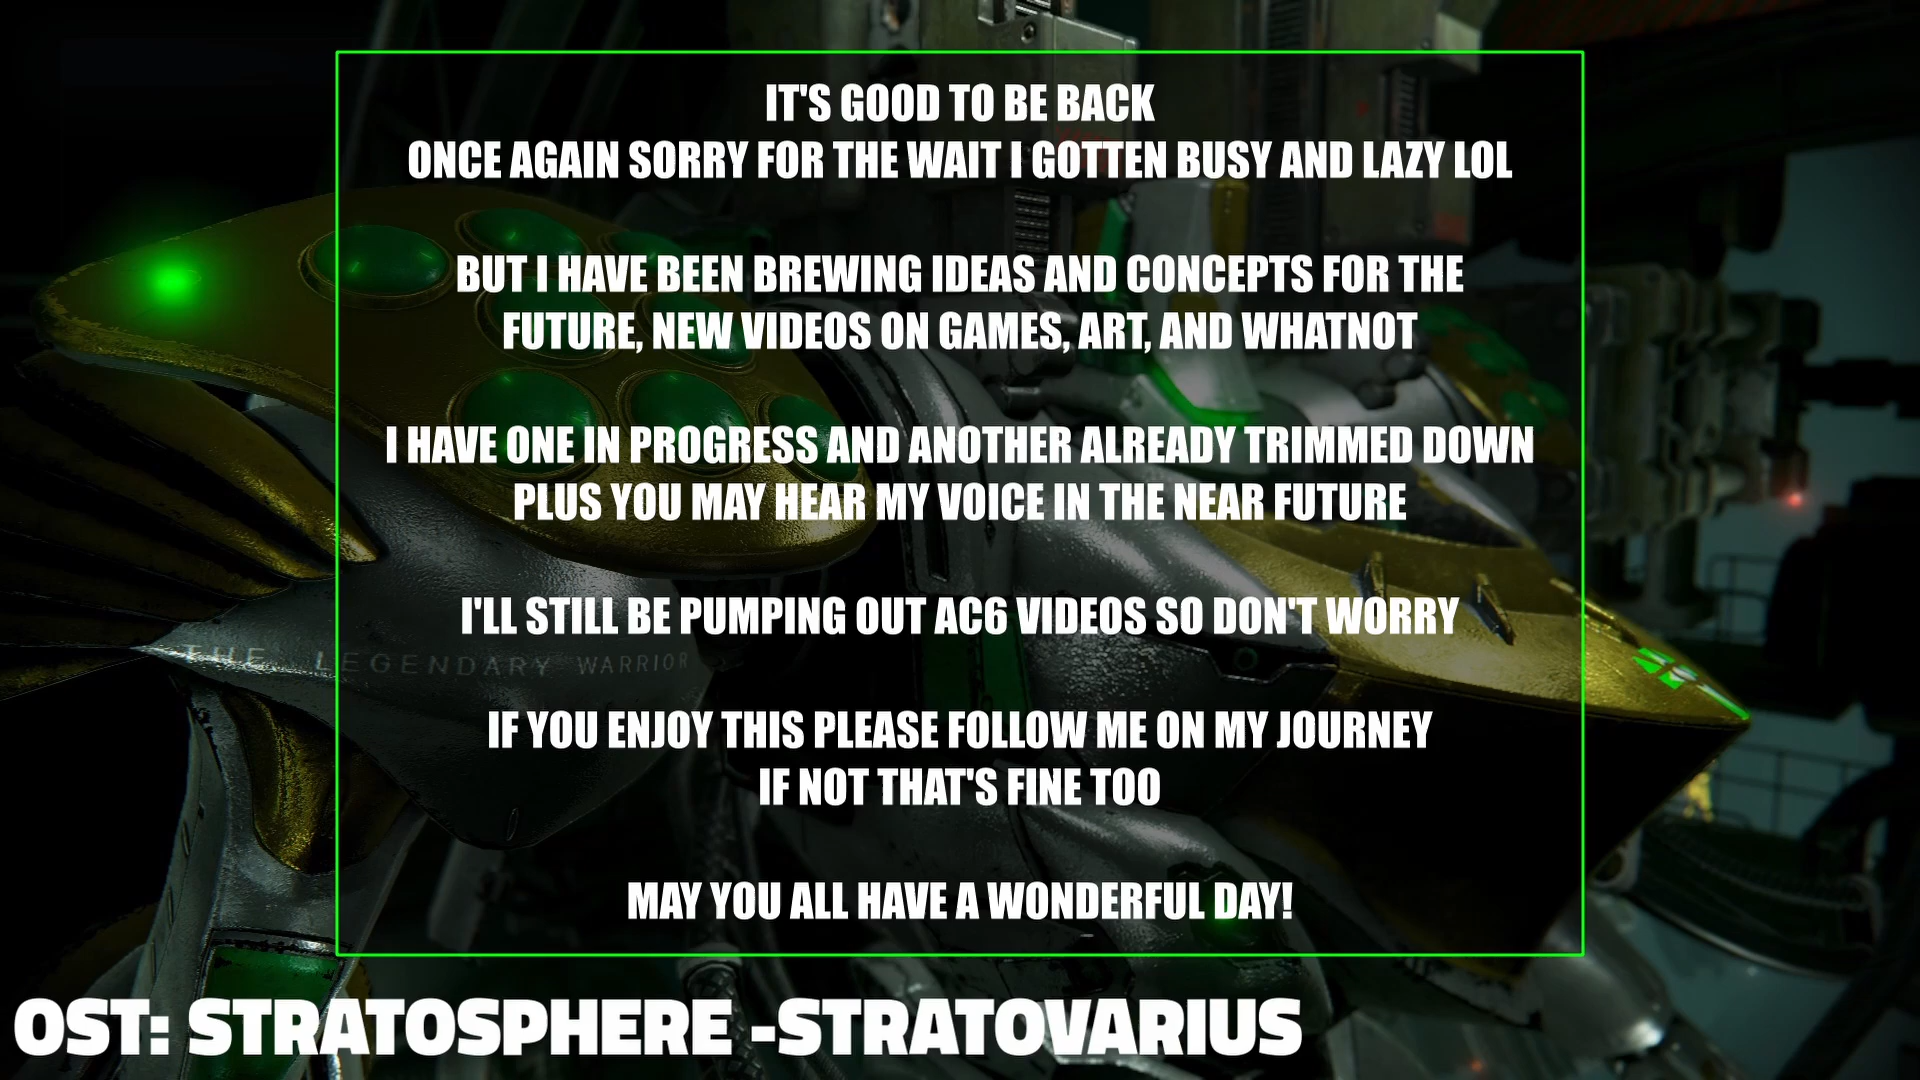 IT'S GOOD TO BE BACK
ONCE AGAIN SORRY FOR THE WAIT I GOTTEN BUSY AND LAZY LOL
BUT I HAVE BEEN BREWING IDEAS AND CONCEPTS FOR THE
FUTURE, NEW VIDEOS ON GAMES, ART, AND WHATNOT
I HAVE ONE IN PROGRESS AND ANOTHER ALREADY TRIMMED DOWN
PLUS YOU MAY HEAR MY VOICE IN THE NEAR FUTURE
I'LL STILL BE PUMPING OUT AC6 VIDEOS SO DON'T WORRY
THE LEGENDARY WARRIOR
IF YOU ENJOY THIS PLEASE FOLLOW ME ON MY JOURNEY
IF NOT THAT'S FINE TOO
MAY YOU ALL HAVE A WONDERFUL DAY!
OST: STRATOSPHERE -STRATOVARIUS